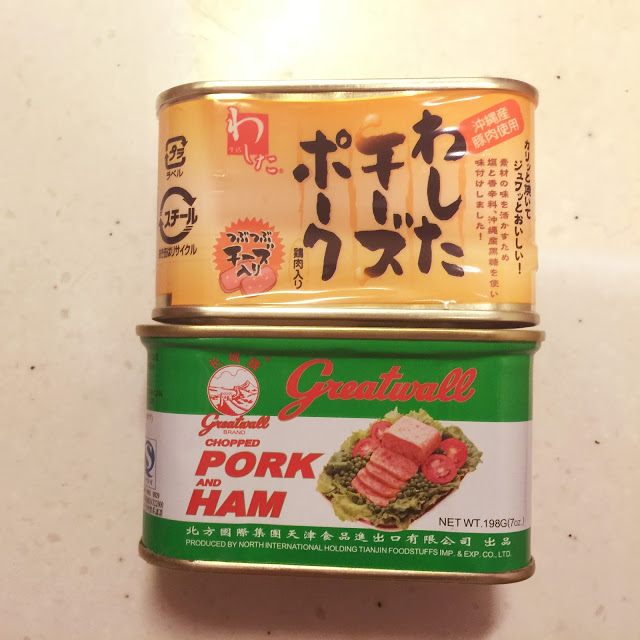 わ
した
わした
チーズ
ポーク
鶏肉入り
沖縄産
豚肉使用
カリッと焼いて
ジュワッとおいしい!
素材の味を活かすため
塩と香辛料、沖縄産黒糖を使い
味付けしました!
プラ
ラベル
スチール
つぶつぶ
チーズ入り
Greatwall
Greatwall
BRAND
CHOPPED
PORK
AND
HAM
NET WT.198G(7oz.)
北方國際集團天津食品進出口有限公司 出品
PRODUCED BY NORTH INTERNATIONAL HOLDING TIANJIN FOODSTUFFS IMP. & EXP. CO., LTD.